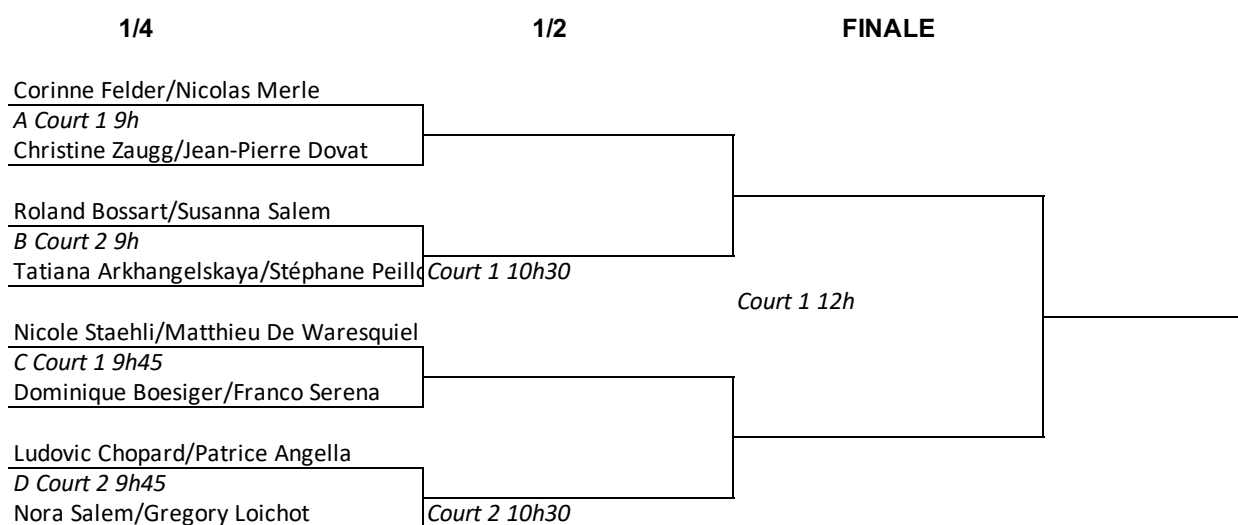 1/4 1/2 FINALE
Corinne Felder/Nicolas Merle
A Court 1 9h
Christine Zaugg/Jean-Pierre Dovat
Roland Bossart/Susanna Salem
B Court 2 9h
Tatiana Arkhangelskaya/Stéphane Court 1 10h30
Court 1 12h
Nicole Staehli/Matthieu De Waresquiel
C Court 1 9h45
Dominique Boesiger/Franco Serena
Ludovic Chopard/Patrice Angella
D Court 2 9h45
Nora Salem/Gregory Loichot Court 2 10h30